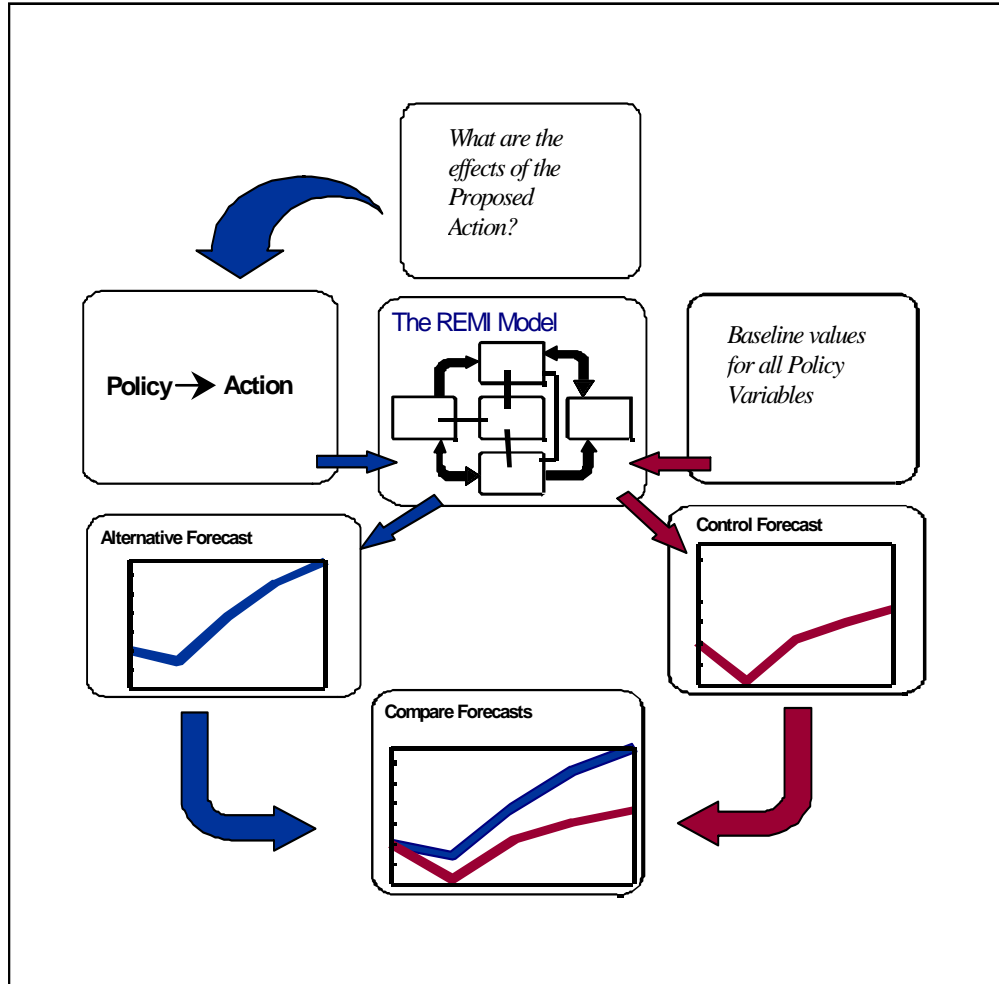 What are the
effects of the
Proposed
Action?
Policy → Action
The REMI Model
Baseline values
for all Policy
Variables
Alternative Forecast
Control Forecast
Compare Forecasts